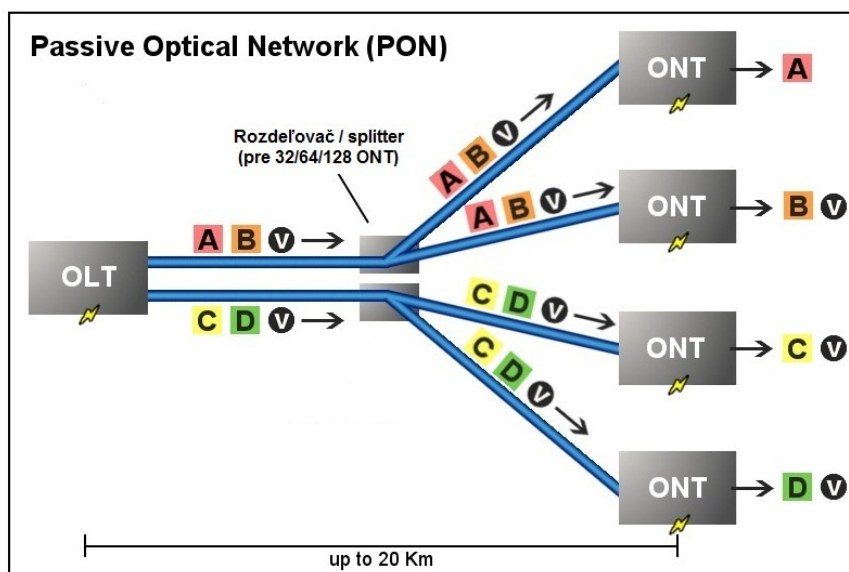 Passive Optical Network (PON)
ONT
A
Rozdeľovač / splitter
(pre 32/64/128 ONT)
A B V
A B V
ONT
B V
A B V
OLT
C D V
C D V
ONT
C V
C D V
ONT
D V
up to 20 Km